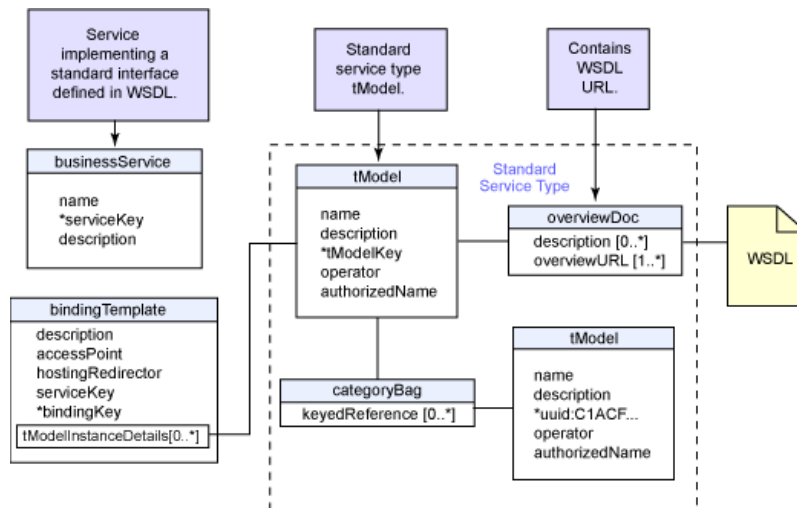 Service
implementing a
standard interface
defined in WSDL.
Standard
service type
tModel.
Contains
WSDL
URL.
businessService
name
*serviceKey
description
tModel
name
description
*tModelKey
operator
authorizedName
Standard
Service Type
overviewDoc
description [0..*]
overviewURL [1..*]
WSDL
bindingTemplate
description
accessPoint
hostingRedirector
serviceKey
*bindingKey
tModelInstanceDetails[0..*]
categoryBag
keyedReference [0..*]
tModel
name
description
*uuid:C1ACF...
operator
authorizedName